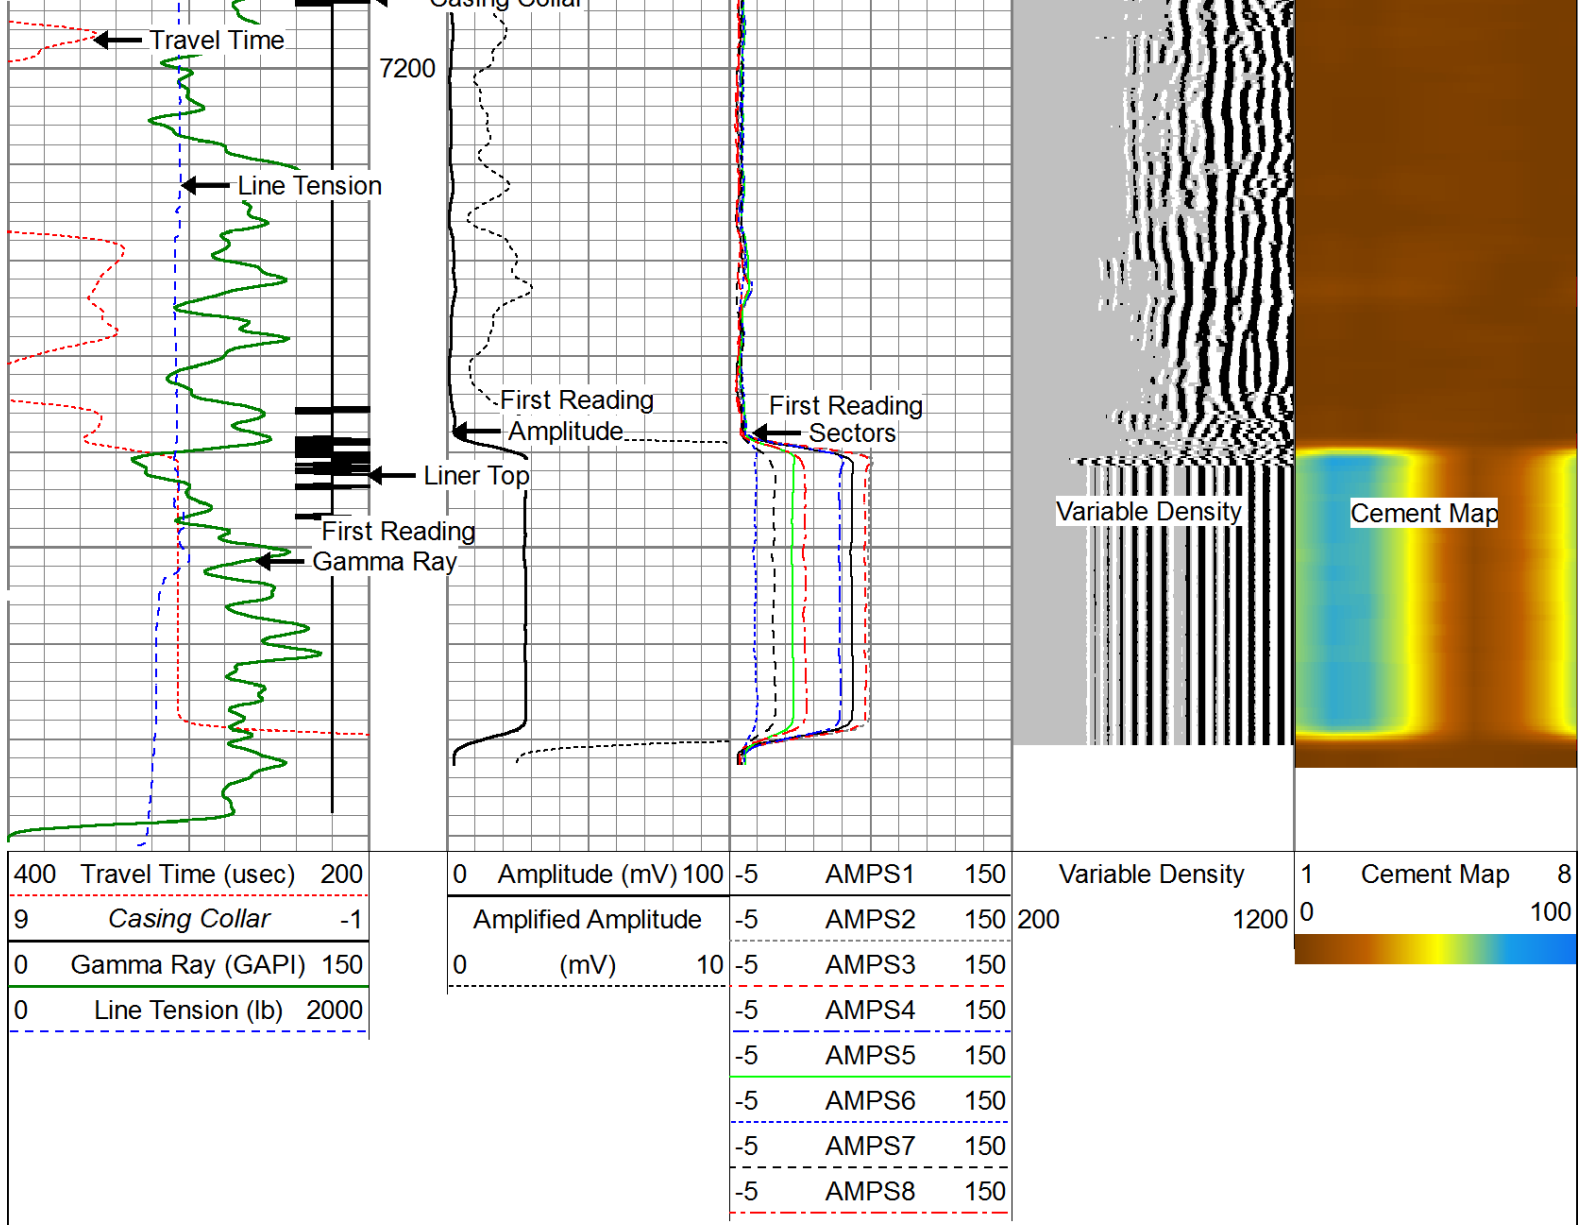 Casing Collar
Travel Time
7200
Line Tension
First Reading
Amplitude
First Reading
Sectors
Liner Top
First Reading
Gamma Ray
Variable Density
Cement Map
400 Travel Time (usec) 200
9 Casing Collar -1
0 Gamma Ray (GAPI) 150
0 Line Tension (lb) 2000
0 Amplitude (mV) 100
Amplified Amplitude
0 (mV) 10
-5 AMPS1 150
-5 AMPS2 150
-5 AMPS3 150
-5 AMPS4 150
-5 AMPS5 150
-5 AMPS6 150
-5 AMPS7 150
-5 AMPS8 150
Variable Density
200 1200
1 Cement Map 8
0 100